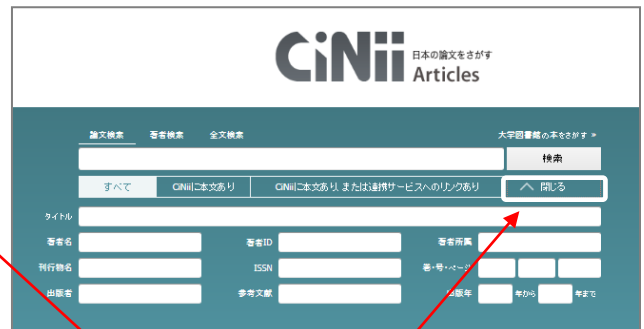 CiNii 日本の論文をさがす
Articles
論文検索 著者検索 全文検索 大学図書館の本をさがす »
検索
すべて CiNiiに本文あり CiNiiに本文あり、または連携サービスへのリンクあり 閉じる
タイトル
著者名 著者ID 著者所属
刊行物名 ISSN 巻・号・ページ
出版者 参考文献 出版年 年から 年まで